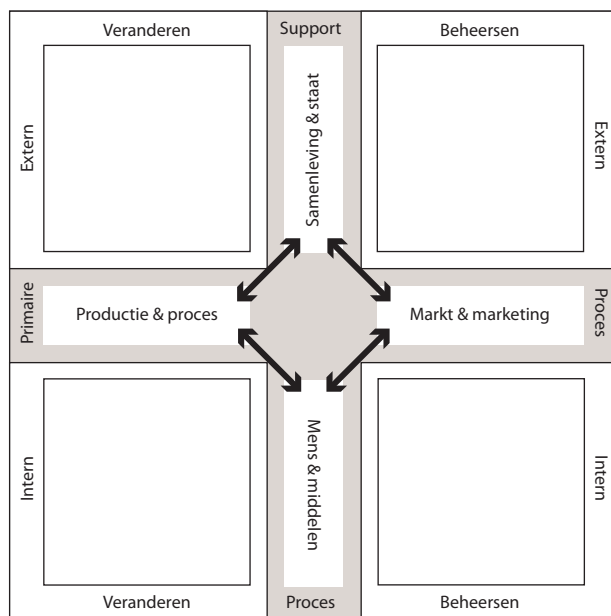 Veranderen
Support
Beheersen
Extern
Samenleving & staat
Extern
Primaire
Productie & proces
Markt & marketing
Proces
Intern
Mens & middelen
Intern
Veranderen
Proces
Beheersen